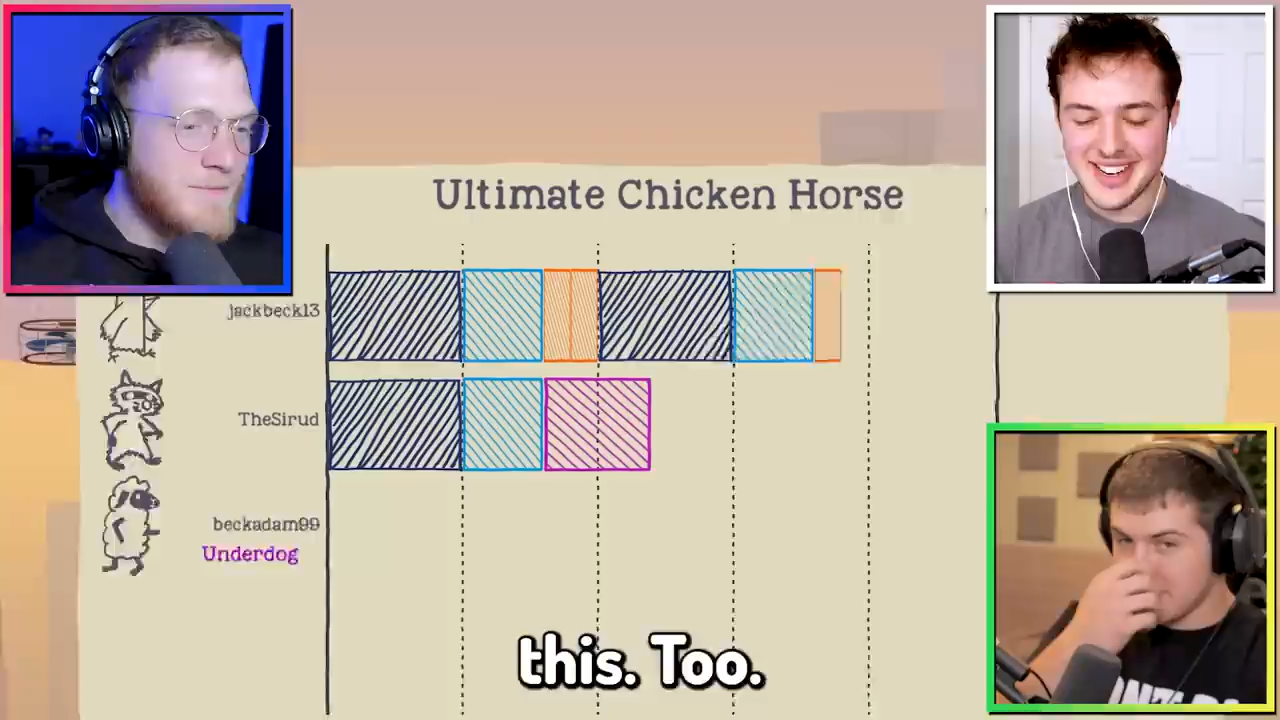 Ultimate Chicken Horse
jackbeck13
TheSirud
beckadam99
Underdog
this. Too.